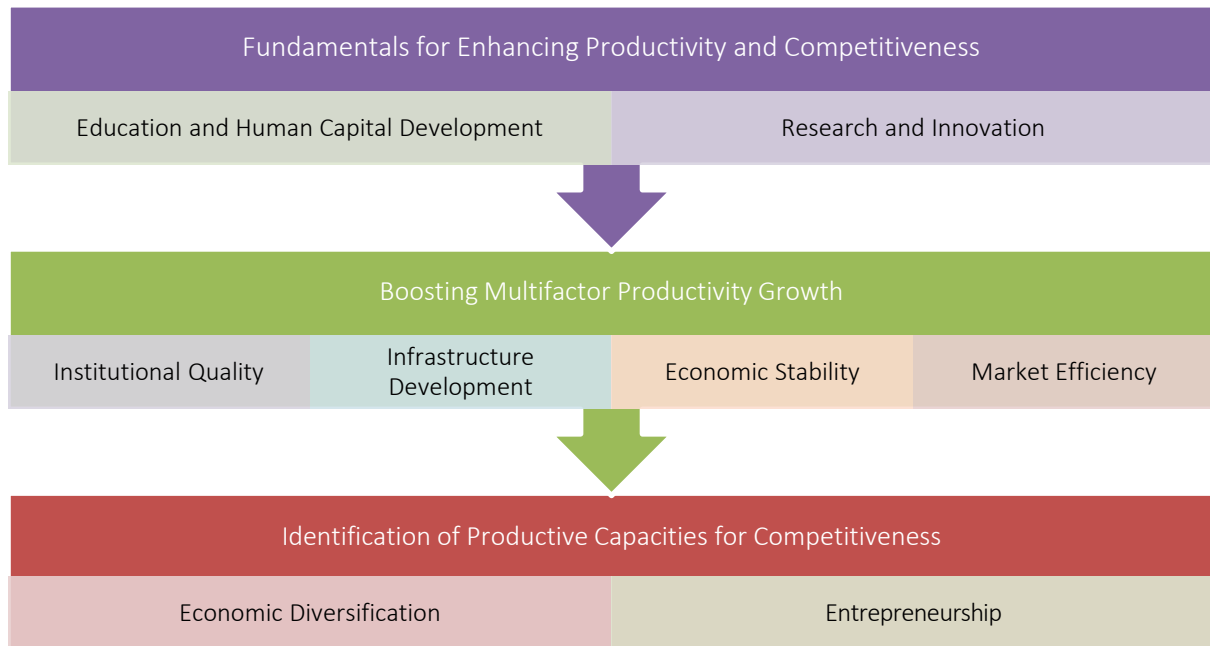 Fundamentals for Enhancing Productivity and Competitiveness
Education and Human Capital Development
Research and Innovation
Boosting Multifactor Productivity Growth
Institutional Quality
Infrastructure
Development
Economic Stability
Market Efficiency
Identification of Productive Capacities for Competitiveness
Economic Diversification
Entrepreneurship